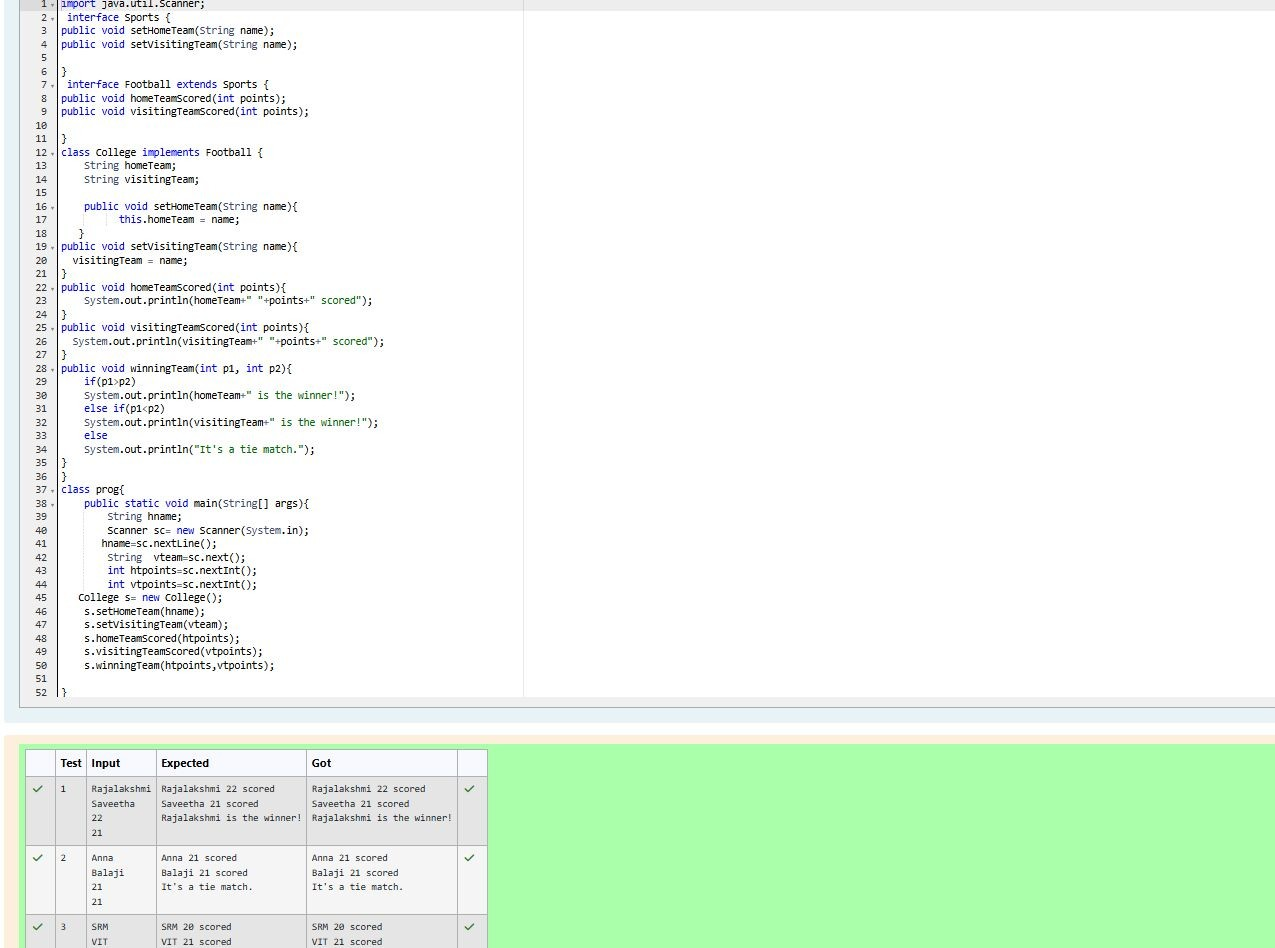 1 import java.util.Scanner;
2 interface Sports {
3 public void setHomeTeam(String name);
4 public void setVisitingTeam(String name);
5
6 }
7 interface Football extends Sports {
8 public void homeTeamScored(int points);
9 public void visitingTeamScored(int points);
10
11 }
12 class College implements Football {
13 String homeTeam;
14 String visitingTeam;
15
16 public void setHomeTeam(String name){
17 this.homeTeam = name;
18 }
19 public void setVisitingTeam(String name){
20 visitingTeam = name;
21 }
22 public void homeTeamScored(int points){
23 System.out.println(homeTeam+" "+points+" scored");
24 }
25 public void visitingTeamScored(int points){
26 System.out.println(visitingTeam+" "+points+" scored");
27 }
28 public void winningTeam(int p1, int p2){
29 if(p1>p2)
30 System.out.println(homeTeam+" is the winner!");
31 else if(p1<p2)
32 System.out.println(visitingTeam+" is the winner!");
33 else
34 System.out.println("It's a tie match.");
35 }
36 }
37 class prog{
38 public static void main(String[] args){
39 String hname;
40 Scanner sc= new Scanner(System.in);
41 hname=sc.nextLine();
42 String  vteam=sc.next();
43 int htpoints=sc.nextInt();
44 int vtpoints=sc.nextInt();
45 College s= new College();
46 s.setHomeTeam(hname);
47 s.setVisitingTeam(vteam);
48 s.homeTeamScored(htpoints);
49 s.visitingTeamScored(vtpoints);
50 s.winningTeam(htpoints,vtpoints);
51
52 }
Test Input Expected Got
1 Rajalakshmi Rajalakshmi 22 scored Rajalakshmi 22 scored
Saveetha Saveetha 21 scored Saveetha 21 scored
22 Rajalakshmi is the winner! Rajalakshmi is the winner!
21
2 Anna Anna 21 scored Anna 21 scored
Balaji Balaji 21 scored Balaji 21 scored
21 It's a tie match. It's a tie match.
21
3 SRM SRM 20 scored SRM 20 scored
VIT VIT 21 scored VIT 21 scored